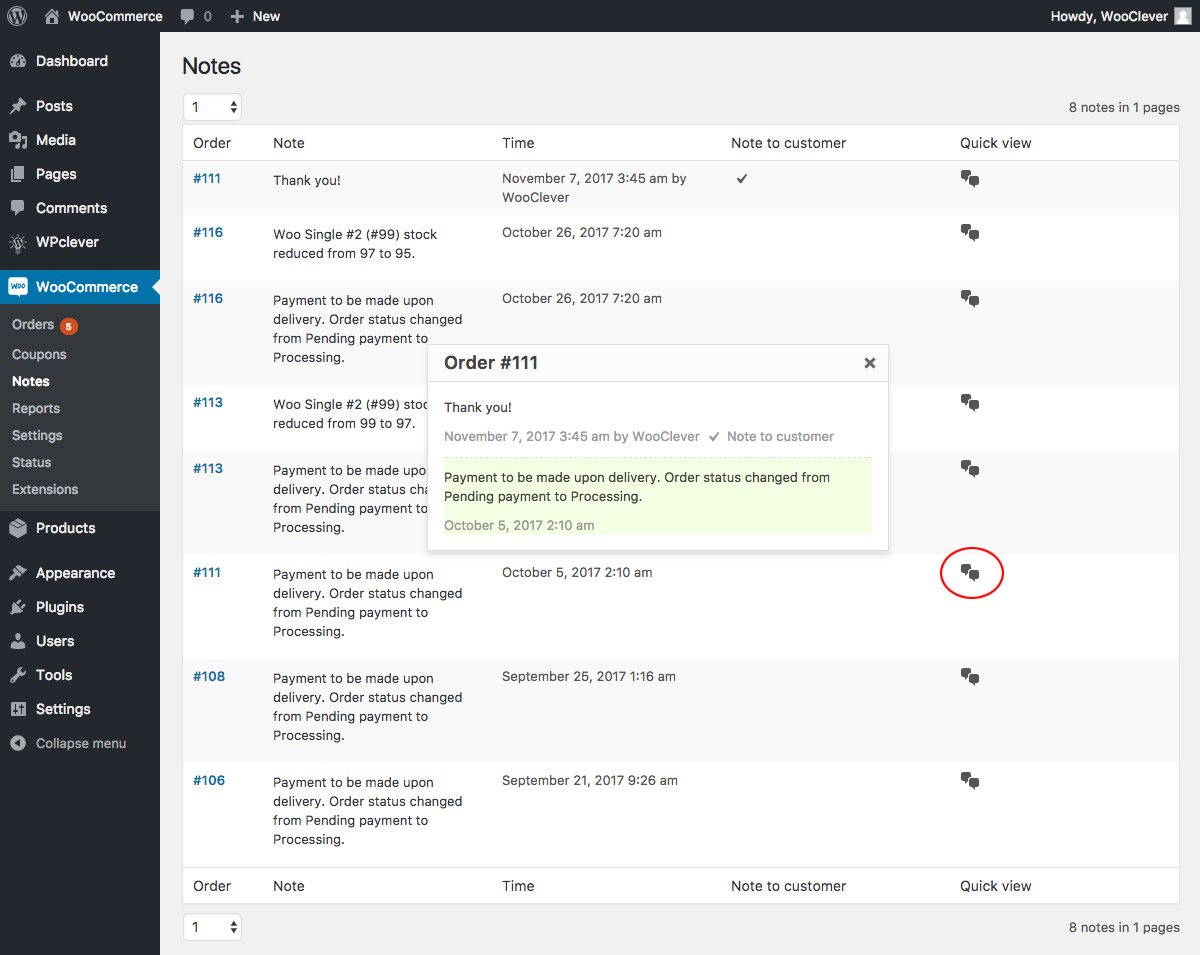 WooCommerce 0 New Howdy, WooClever
Dashboard
Posts
Media
Pages
Comments
WPclever
WOO WooCommerce
Orders 5
Coupons
Notes
Reports
Settings
Status
Extensions
Products
Appearance
Plugins
Users
Tools
Settings
Collapse menu
Notes
1 8 notes in 1 pages
Order Note Time Note to customer Quick view
#111 Thank you! November 7, 2017 3:45 am by
WooClever
#116 Woo Single #2 (#99) stock October 26, 2017 7:20 am
reduced from 97 to 95.
#116 Payment to be made upon October 26, 2017 7:20 am
delivery. Order status changed
from Pending payment to
Processing.
#113 Woo Single #2 (#99)
reduced from 99 to 97.
#113 Payment to be made
delivery. Order status
from Pending payment to
Processing.
Order #111
Thank you!
November 7, 2017 3:45 am by WooClever ✓ Note to customer
Payment to be made upon delivery. Order status changed from
Pending payment to Processing.
October 5, 2017 2:10 am
#111 Payment to be made upon October 5, 2017 2:10 am
delivery. Order status changed
from Pending payment to
Processing.
#108 Payment to be made upon September 25, 2017 1:16 am
delivery. Order status changed
from Pending payment to
Processing.
#106 Payment to be made upon September 21, 2017 9:26 am
delivery. Order status changed
from Pending payment to
Processing.
Order Note Time Note to customer Quick view
1 8 notes in 1 pages